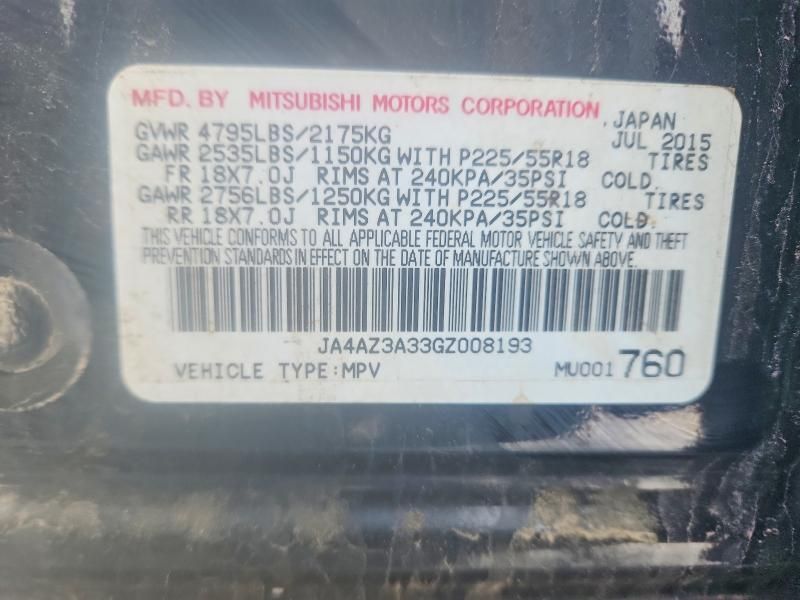 MFD. BY MITSUBISHI MOTORS CORPORATION, JAPAN
GVWR 4795LBS/2175KG JUL 2015
GAWR 2535LBS/1150KG WITH P225/55R18 TIRES
FR 18X7.0J RIMS AT 240KPA/35PSI COLD.
GAWR 2756LBS/1250KG WITH P225/55R18 TIRES
RR 18X7.0J RIMS AT 240KPA/35PSI COLD.
THIS VEHICLE CONFORMS TO ALL APPLICABLE FEDERAL MOTOR VEHICLE SAFETY AND THEFT
PREVENTION STANDARDS IN EFFECT ON THE DATE OF MANUFACTURE SHOWN ABOVE.
JA4AZ3A33GZ008193
VEHICLE TYPE:MPV MU001 760